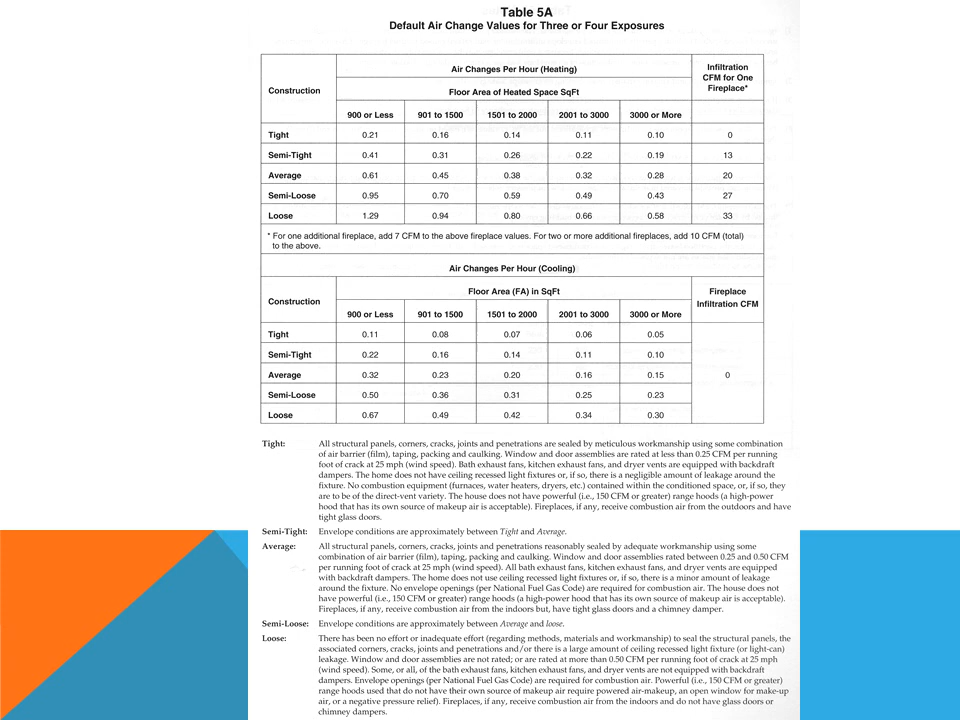 Table 5A
Default Air Change Values for Three or Four Exposures
Construction
Air Changes Per Hour (Heating)
Infiltration
CFM for One
Fireplace*
Floor Area of Heated Space SqFt
900 or Less 901 to 1500 1501 to 2000 2001 to 3000 3000 or More
Tight 0.21 0.16 0.14 0.11 0.10 0
Semi-Tight 0.41 0.31 0.26 0.22 0.19 13
Average 0.61 0.45 0.38 0.32 0.28 20
Semi-Loose 0.95 0.70 0.59 0.49 0.43 27
Loose 1.29 0.94 0.80 0.66 0.58 33
* For one additional fireplace, add 7 CFM to the above fireplace values. For two or more additional fireplaces, add 10 CFM (total)
to the above.
Air Changes Per Hour (Cooling)
Construction
Floor Area (FA) in SqFt
Fireplace
Infiltration CFM
900 or Less 901 to 1500 1501 to 2000 2001 to 3000 3000 or More
Tight 0.11 0.08 0.07 0.06 0.05
Semi-Tight 0.22 0.16 0.14 0.11 0.10
Average 0.32 0.23 0.20 0.16 0.15 0
Semi-Loose 0.50 0.36 0.31 0.25 0.23
Loose 0.67 0.49 0.42 0.34 0.30
Tight: All structural panels, corners, cracks, joints and penetrations are sealed by meticulous workmanship using some combination
of air barrier (film), taping, packing and caulking. Window and door assemblies are rated at less than 0.25 CFM per running
foot of crack at 25 mph (wind speed). Bath exhaust fans, kitchen exhaust fans, and dryer vents are equipped with backdraft
dampers. The home does not have ceiling recessed light fixtures or, if so, there is a negligible amount of leakage around the
fixture. No combustion equipment (furnaces, water heaters, dryers, etc.) contained within the conditioned space, or, if so, they
are to be of the direct-vent variety. The house does not have powerful (i.e., 150 CFM or greater) range hoods (a high-power
hood that has its own source of makeup air is acceptable). Fireplaces, if any, receive combustion air from the outdoors and have
tight glass doors.
Semi-Tight: Envelope conditions are approximately between Tight and Average.
Average: All structural panels, corners, cracks, joints and penetrations reasonably sealed by adequate workmanship using some
combination of air barrier (film), taping, packing and caulking. Window and door assemblies rated between 0.25 and 0.50 CFM
per running foot of crack at 25 mph (wind speed). All bath exhaust fans, kitchen exhaust fans, and dryer vents are equipped
with backdraft dampers. The home does not use ceiling recessed light fixtures or, if so, there is a minor amount of leakage
around the fixture. No envelope openings (per National Fuel Gas Code) are required for combustion air. The house does not
have powerful (i.e., 150 CFM or greater) range hoods (a high-power hood that has its own source of makeup air is acceptable).
Fireplaces, if any, receive combustion air from the indoors but, have tight glass doors and a chimney damper.
Semi-Loose: Envelope conditions are approximately between Average and loose.
Loose: There has been no effort or inadequate effort (regarding methods, materials and workmanship) to seal the structural panels, the
associated corners, cracks, joints and penetrations and/or there is a large amount of ceiling recessed light fixture (or light-can)
leakage. Window and door assemblies are not rated; or are rated at more than 0.50 CFM per running foot of crack at 25 mph
(wind speed). Some, or all, of the bath exhaust fans, kitchen exhaust fans, and dryer vents are not equipped with backdraft
dampers. Envelope openings (per National Fuel Gas Code) are required for combustion air. Powerful (i.e., 150 CFM or greater)
range hoods used that do not have their own source of makeup air require powered air-makeup, an open window for make-up
air, or a negative pressure relief). Fireplaces, if any, receive combustion air from the indoors and do not have glass doors or
chimney dampers.